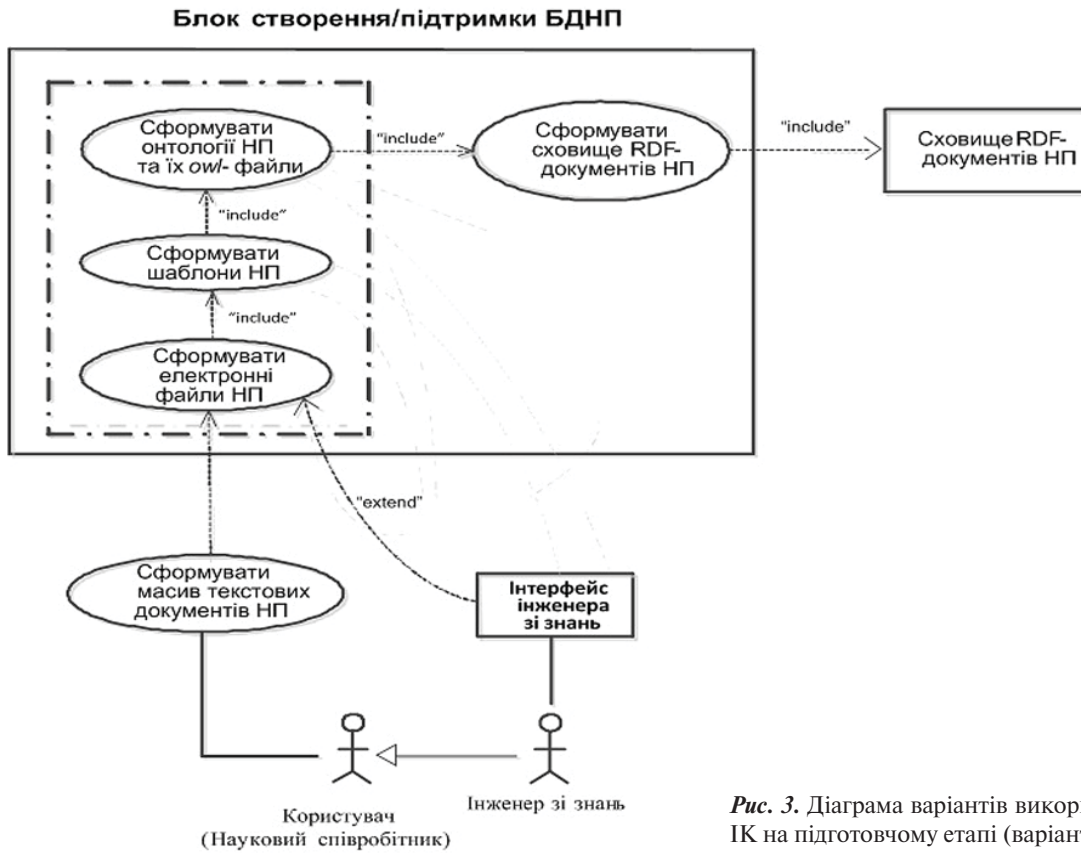 Блок створення/підтримки БДНП
Сформувати
онтології НП
та їх owl- файли
"include"
Сформувати
сховище RDF-
документів НП
"include"
Сховище RDF-
документів НП
"include"
Сформувати
шаблони НП
"include"
Сформувати
електронні
файли НП
"extend"
Сформувати
масив текстових
документів НП
Інтерфейс
інженера
зі знань
Користувач
(Науковий співробітник)
Інженер зі знань
Рис. 3. Діаграма варіантів
ІК на підготовчому етапі